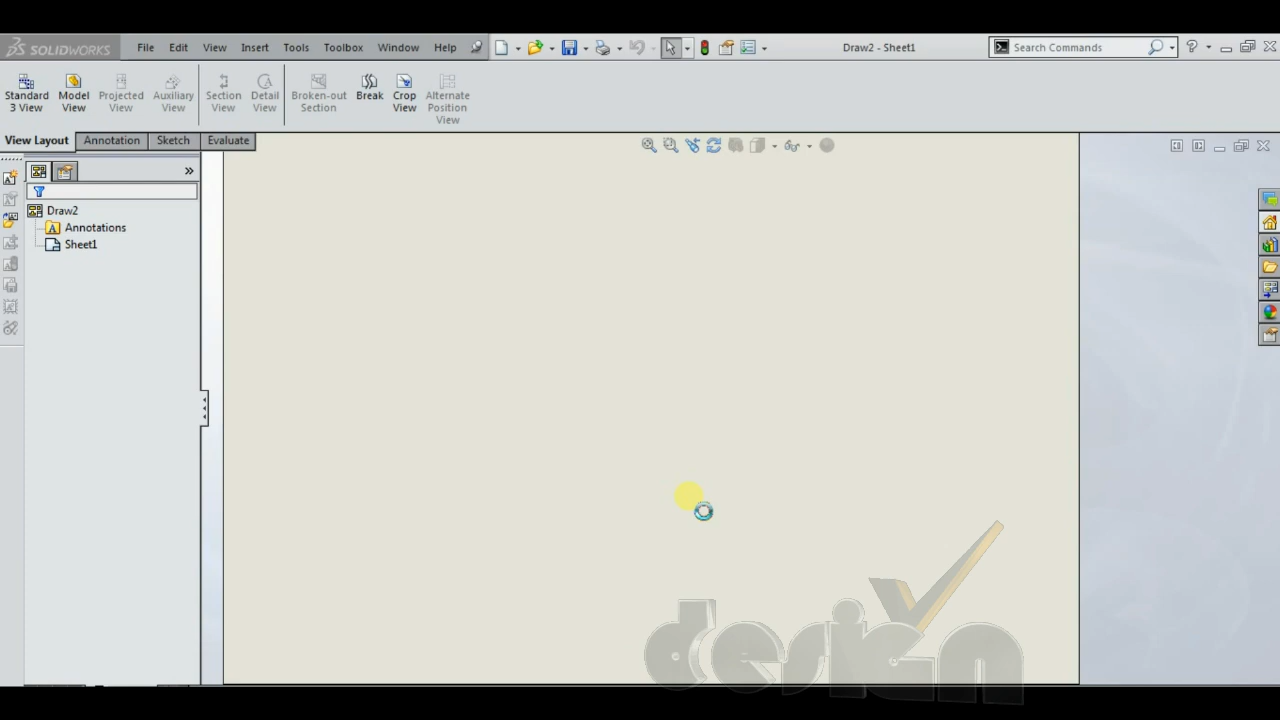 SOLIDWORKS File Edit View Insert Tools Toolbox Window Help Draw2 - Sheet1 Search Commands ?
Standard 3 View
Model View
Projected View
Auxiliary View
Section View
Detail View
Broken-out Section
Break
Crop View
Alternate Position View
View Layout Annotation Sketch Evaluate
Draw2
Annotations
Sheet1
design